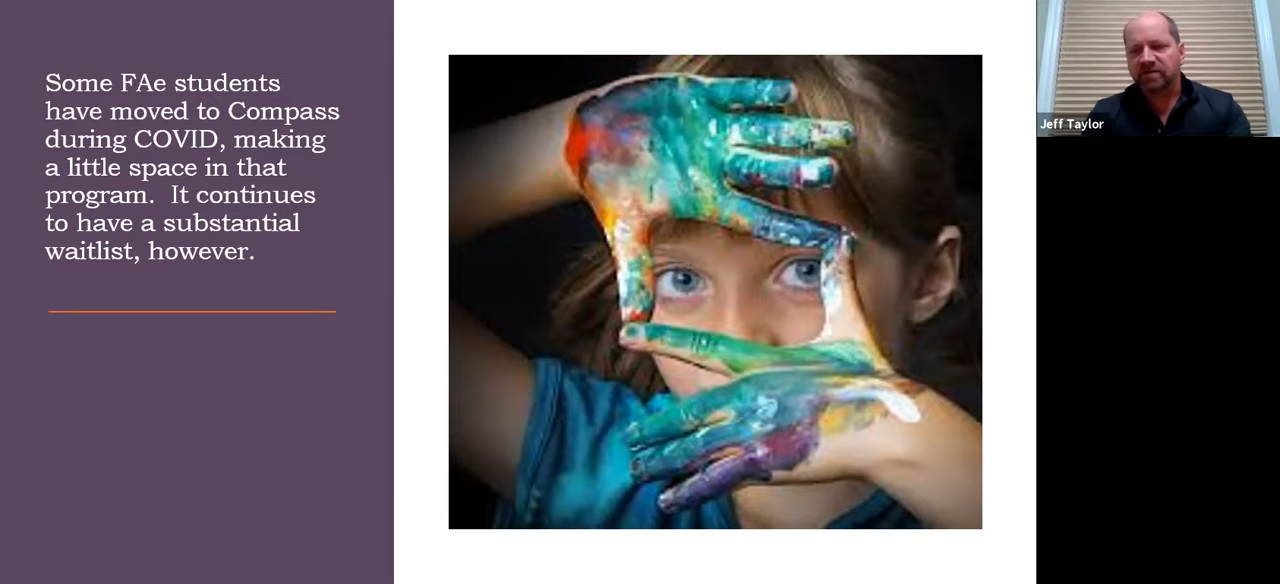 Some FAe students
have moved to Compass
during COVID, making
a little space in that
program.  It continues
to have a substantial
waitlist, however.
Jeff Taylor